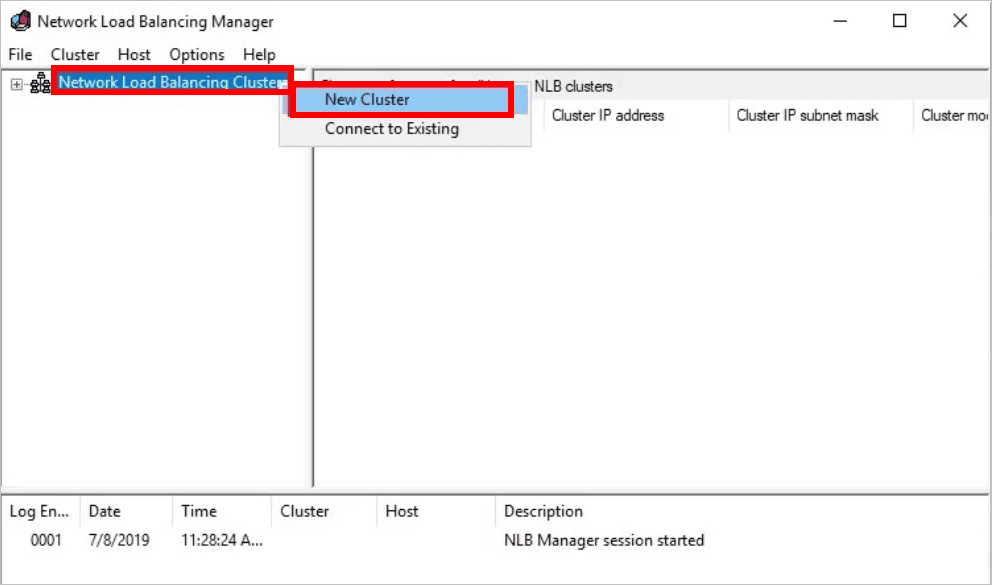 Network Load Balancing Manager
File Cluster Host Options Help
Network Load Balancing Clusters
NLB clusters
New Cluster
Connect to Existing
Cluster IP address Cluster IP subnet mask Cluster mo
Log En... Date Time Cluster Host Description
0001 7/8/2019 11:28:24 A... NLB Manager session started